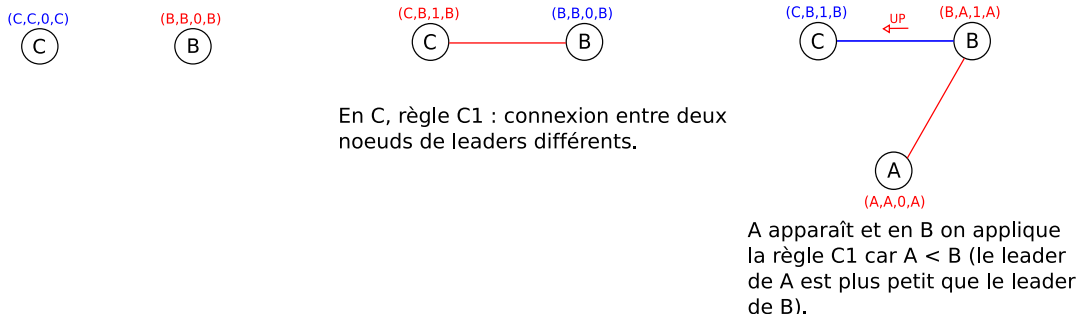 (C,C,0,C)
C
(B,B,0,B)
B
(C,B,1,B)
C
(B,B,0,B)
B
En C, règle C1 : connexion entre deux
noeuds de leaders différents.
(C,B,1,B)
C
UP
(B,A,1,A)
B
A
(A,A,0,A)
A apparaît et en B on applique
la règle C1 car A < B (le leader
de A est plus petit que le leader
de B).